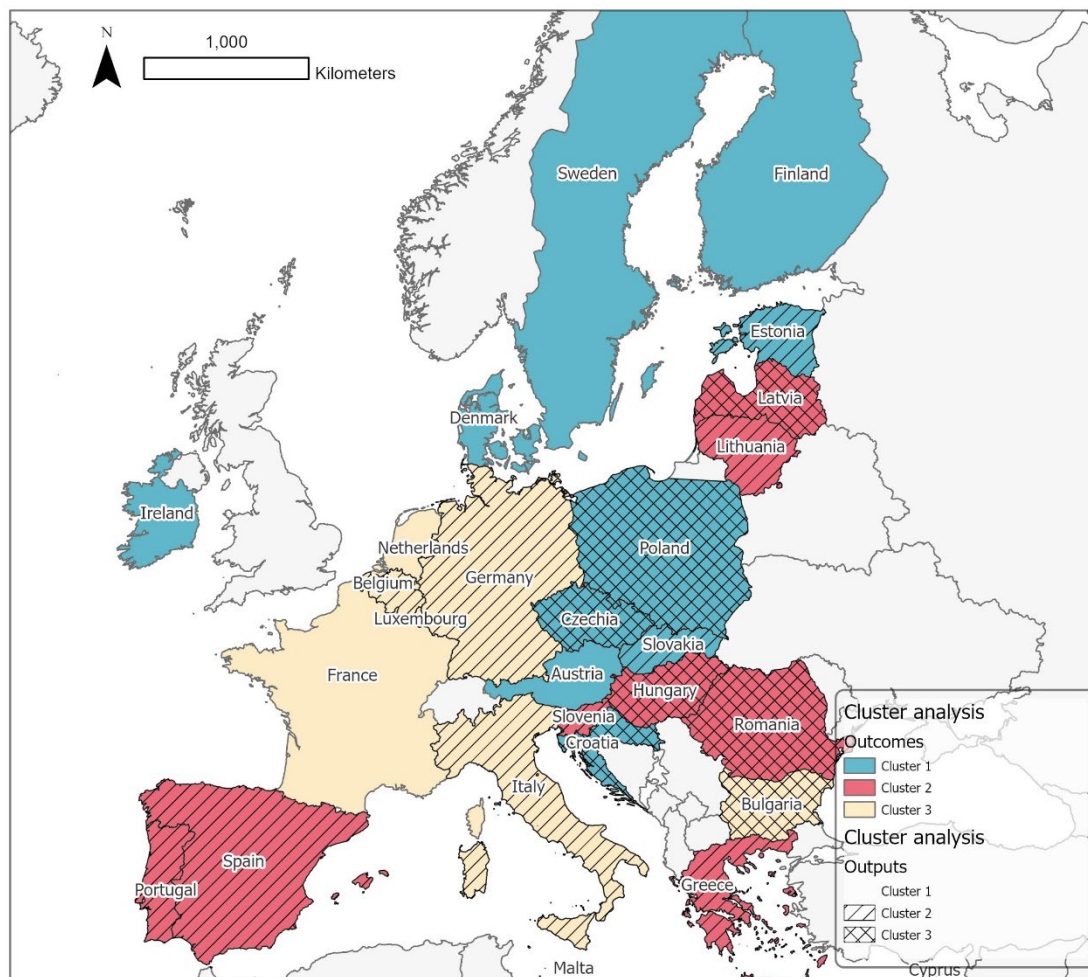 N
1,000
Kilometers
Sweden
Finland
Estonia
Latvia
Denmark
Lithuania
Ireland
Netherlands
Poland
Belgium
Germany
Luxembourg
Czechia
Slovakia
France
Austria
Hungary
Slovenia
Romania
Croatia
Italy
Bulgaria
Spain
Portugal
Greece
Malta
Cyprus
Cluster analysis
Outcomes
Cluster 1
Cluster 2
Cluster 3
Cluster analysis
Outputs
Cluster 1
Cluster 2
Cluster 3